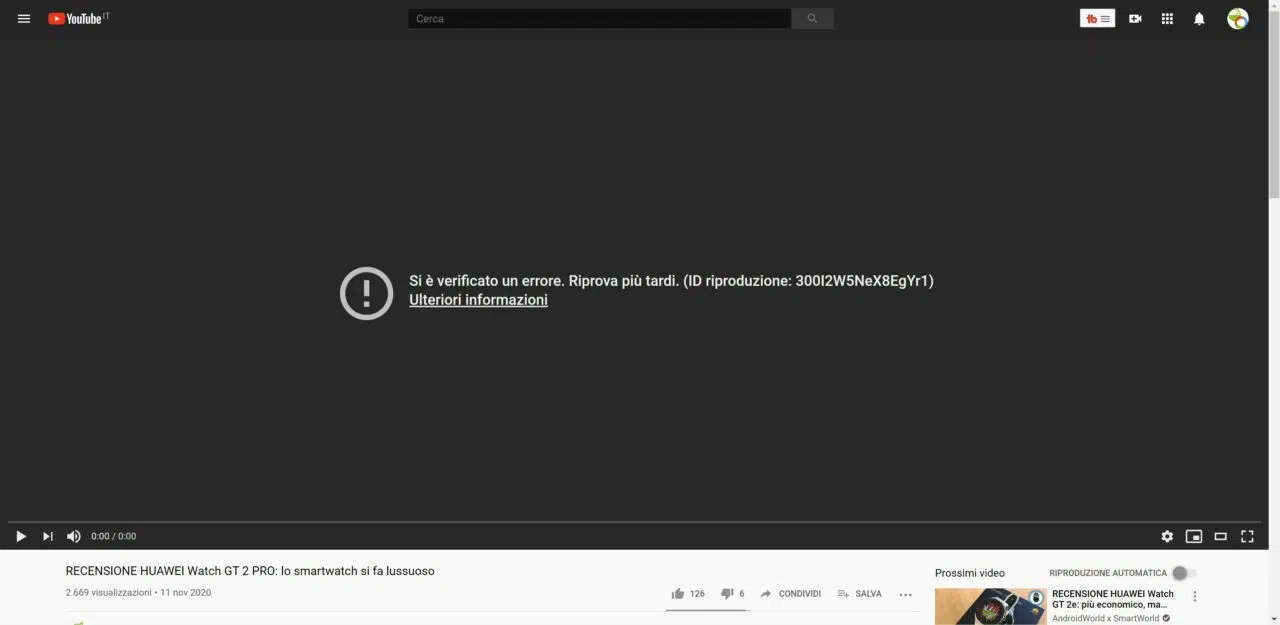 YouTube IT
Cerca
tb
Si è verificato un errore. Riprova più tardi. (ID riproduzione: 300I2W5NeX8EgYr1)
Ulteriori informazioni
0:00 / 0:00
RECENSIONE HUAWEI Watch GT 2 PRO: lo smartwatch si fa lussuoso
2.669 visualizzazioni • 11 nov 2020
126
6
CONDIVIDI
SALVA
Prossimi video
RIPRODUZIONE AUTOMATICA
RECENSIONE HUAWEI Watch
GT 2e: più economico, ma...
AndroidWorld x SmartWorld